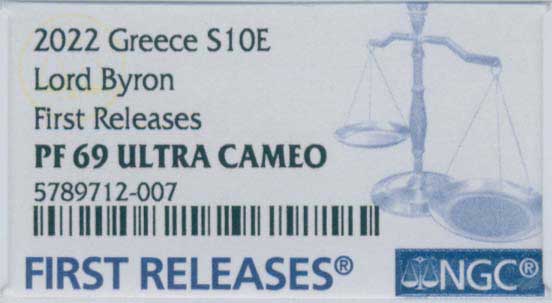 2022 Greece S10E
Lord Byron
First Releases
PF 69 ULTRA CAMEO
5789712-007
FIRST RELEASES®
NGC®